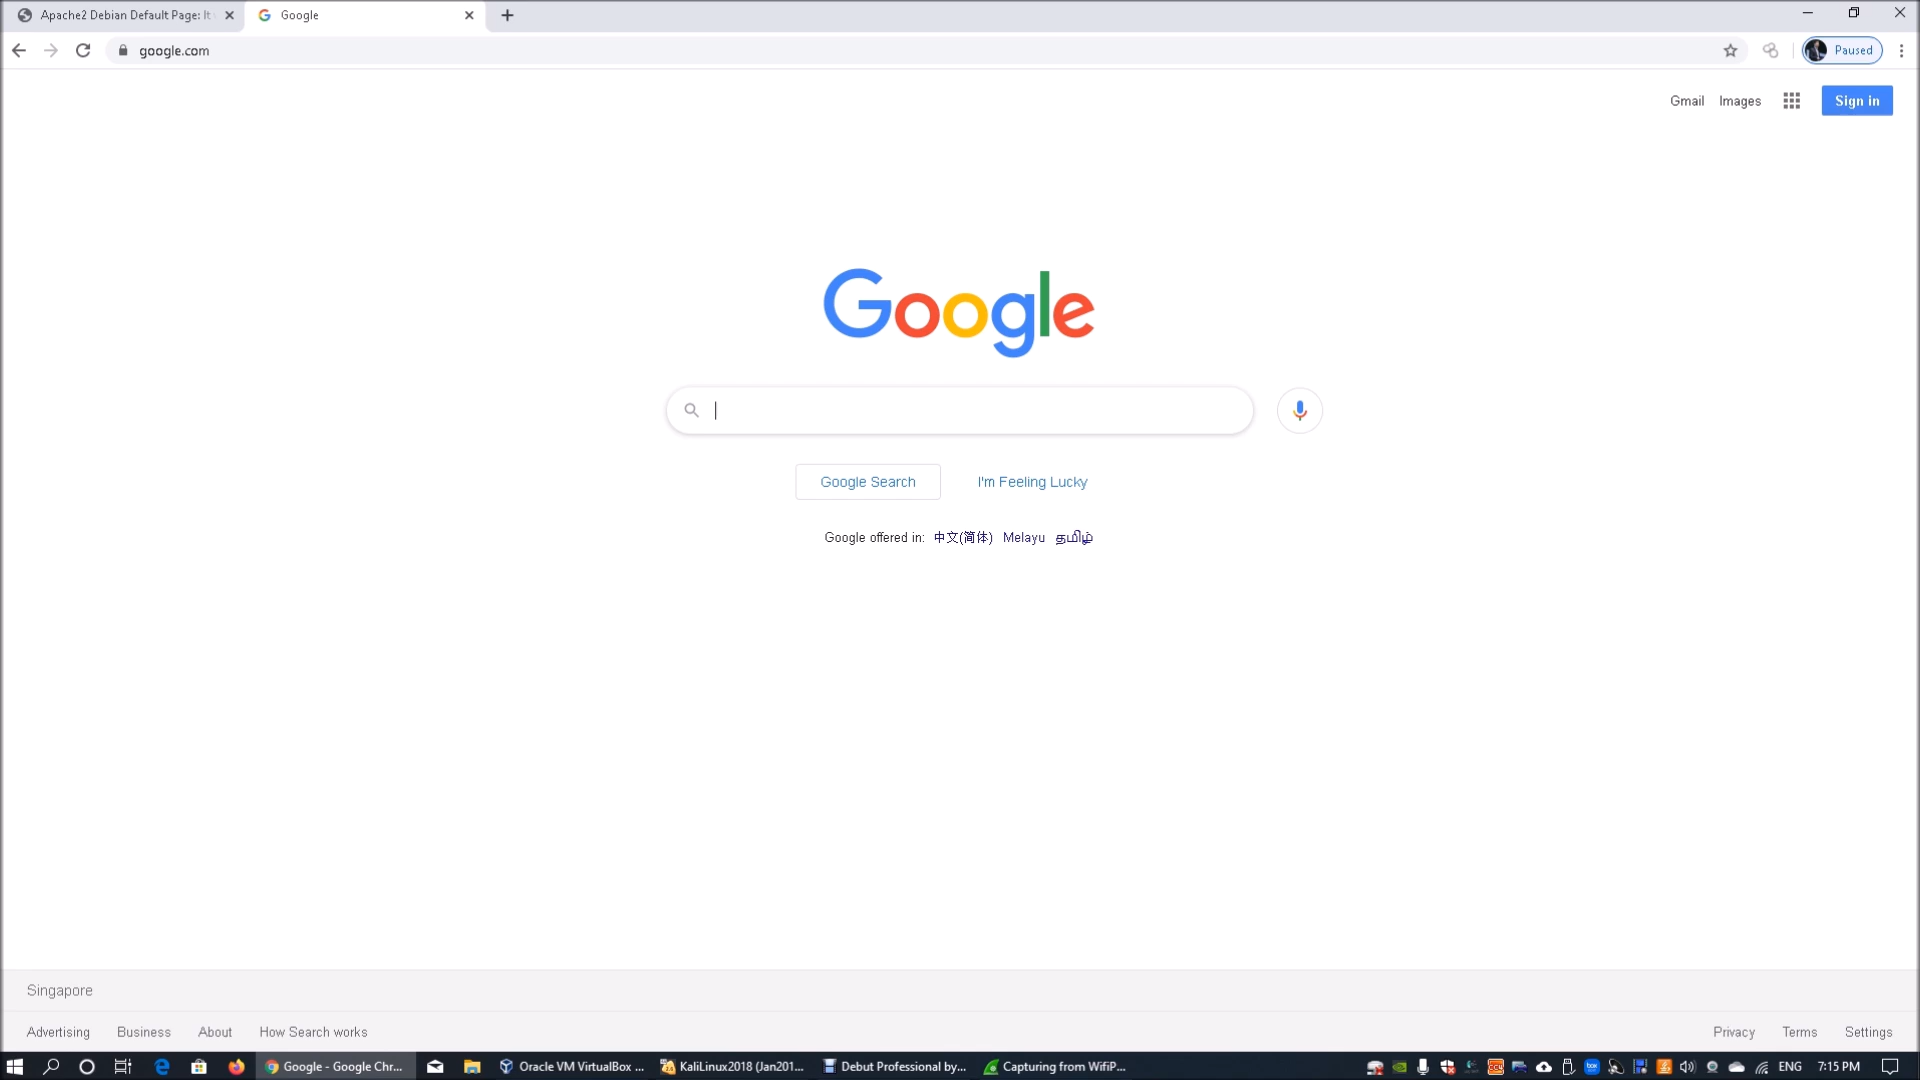 Apache2 Debian Default Page: It
Google
google.com
Paused
Gmail Images Sign in
Google
Google Search I'm Feeling Lucky
Google offered in: 中文(简体) Melayu தமிழ்
Singapore
Advertising Business About How Search works Privacy Terms Settings
Google - Google Chr... Oracle VM VirtualBox ... KaliLinux2018 (Jan201... Debut Professional by... Capturing from WifiP... ENG 7:15 PM